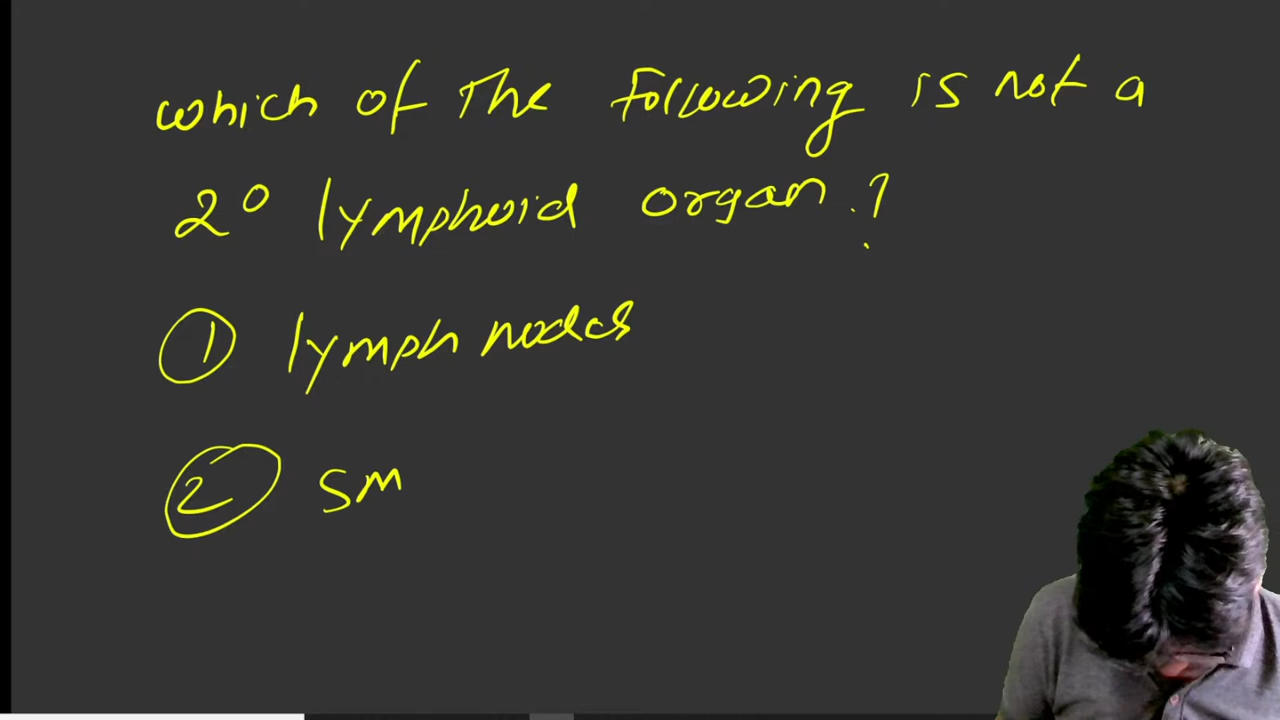 which of the following is not a
2° lymphoid organ.?
① lymph nodes
② sm